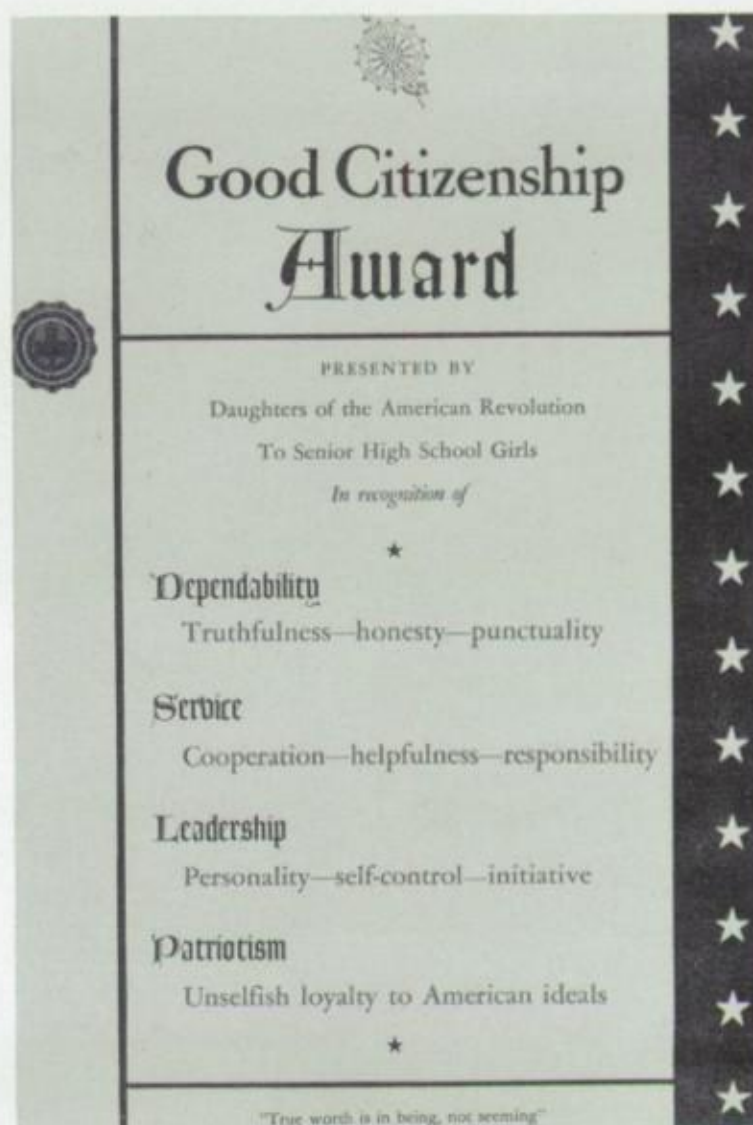 Good Citizenship
Award
PRESENTED BY
Daughters of the American Revolution
To Senior High School Girls
In recognition of
Dependability
Truthfulness—honesty—punctuality
Service
Cooperation—helpfulness—responsibility
Leadership
Personality—self-control—initiative
Patriotism
Unselfish loyalty to American ideals
"True worth is in being, not seeming"